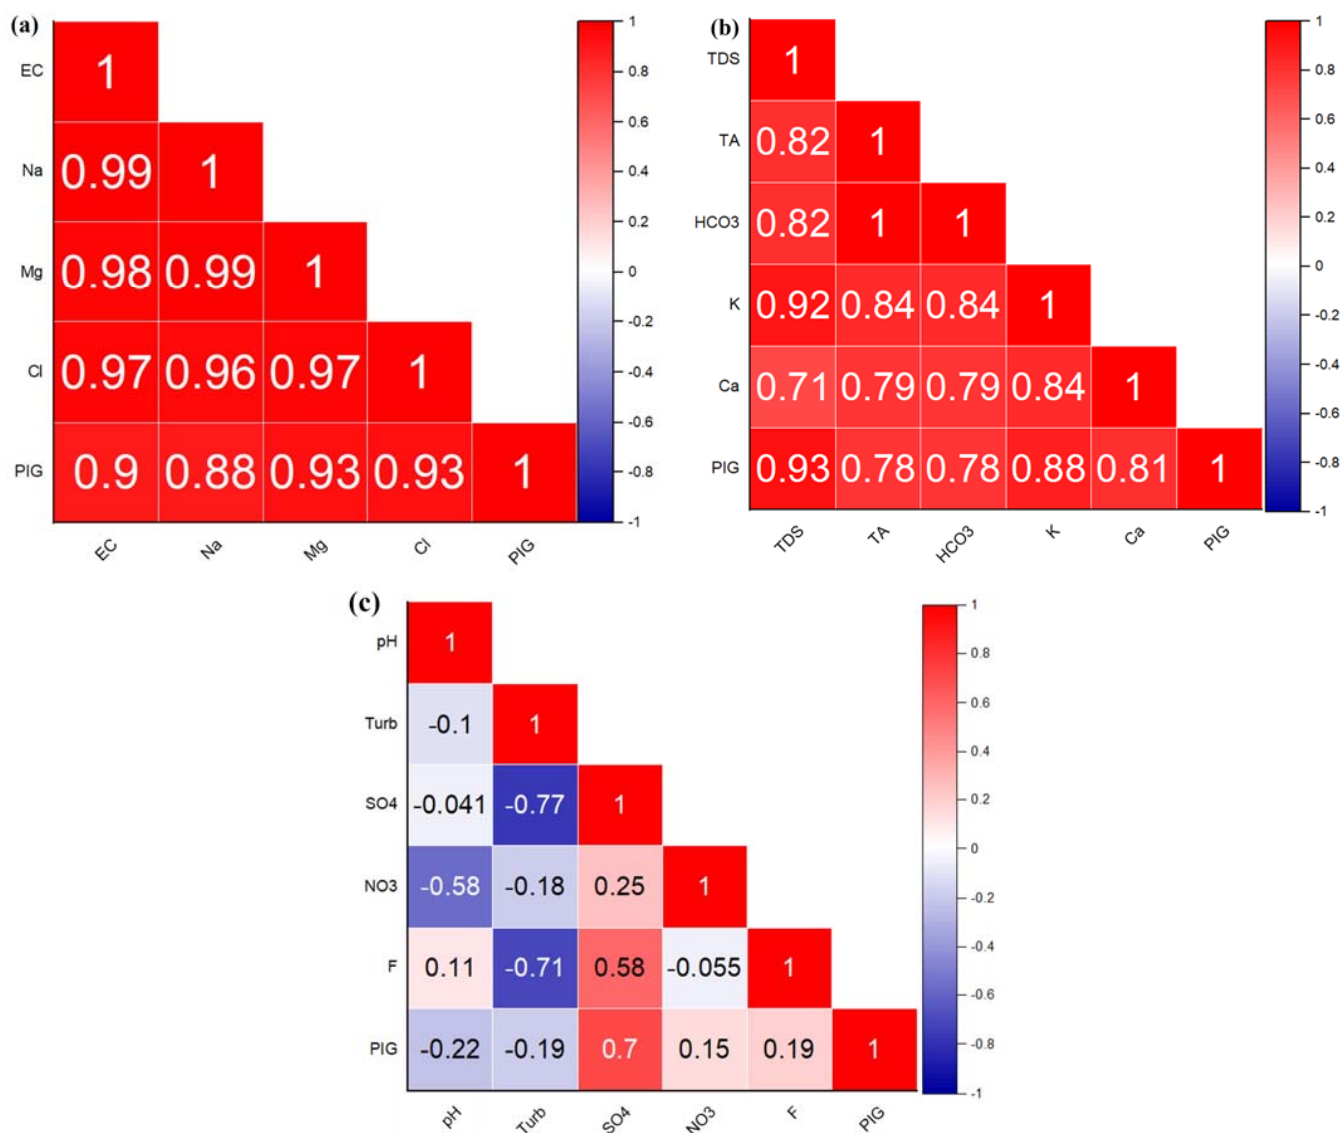 (a)
EC 1
Na 0.99 1
Mg 0.98 0.99 1
Cl 0.97 0.96 0.97 1
PIG 0.9 0.88 0.93 0.93 1
EC Na Mg Cl PIG
1
0.8
0.6
0.4
0.2
0
-0.2
-0.4
-0.6
-0.8
-1
(b)
TDS 1
TA 0.82 1
HCO3 0.82 1 1
K 0.92 0.84 0.84 1
Ca 0.71 0.79 0.79 0.84 1
PIG 0.93 0.78 0.78 0.88 0.81 1
TDS TA HCO3 K Ca PIG
1
0.8
0.6
0.4
0.2
0
-0.2
-0.4
-0.6
-0.8
-1
(c)
pH 1
Turb -0.1 1
SO4 -0.041 -0.77 1
NO3 -0.58 -0.18 0.25 1
F 0.11 -0.71 0.58 -0.055 1
PIG -0.22 -0.19 0.7 0.15 0.19 1
pH Turb SO4 NO3 F PIG
1
0.8
0.6
0.4
0.2
0
-0.2
-0.4
-0.6
-0.8
-1